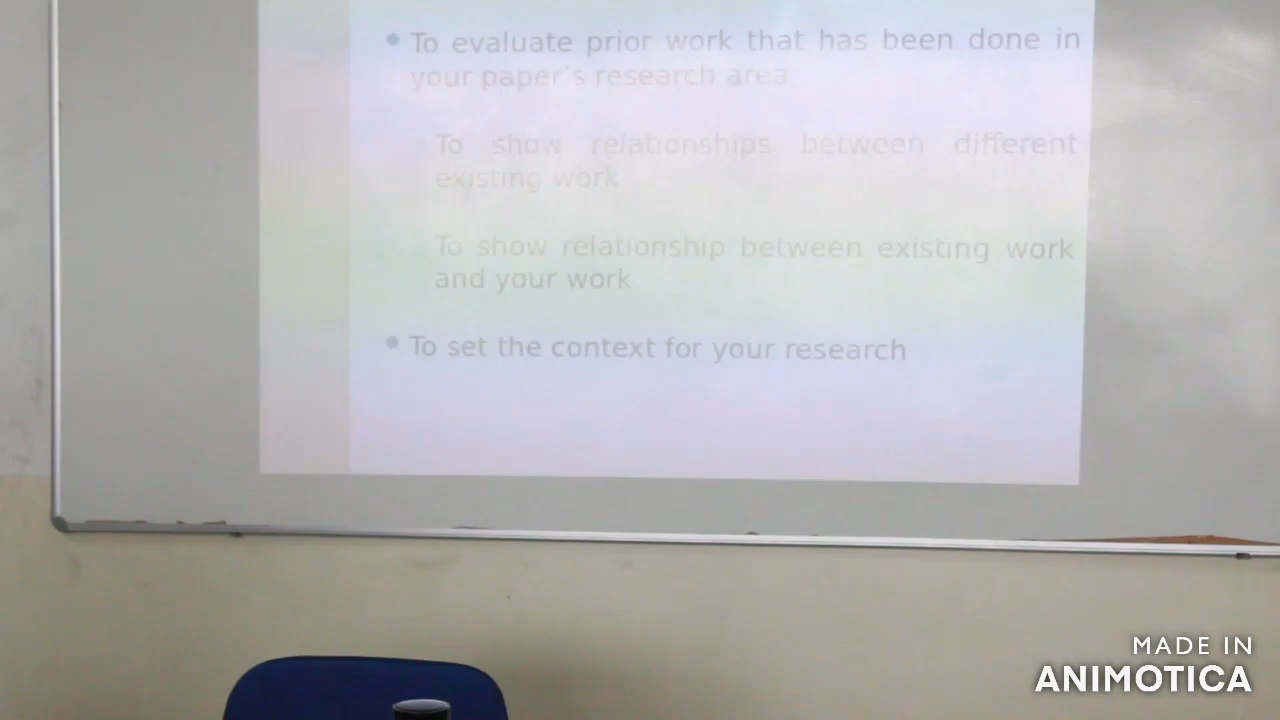 To evaluate prior work that has been done in
your paper's research area
To show relationships between different
existing work
To show relationship between existing work
and your work
To set the context for your research
MADE IN
ANIMOTICA